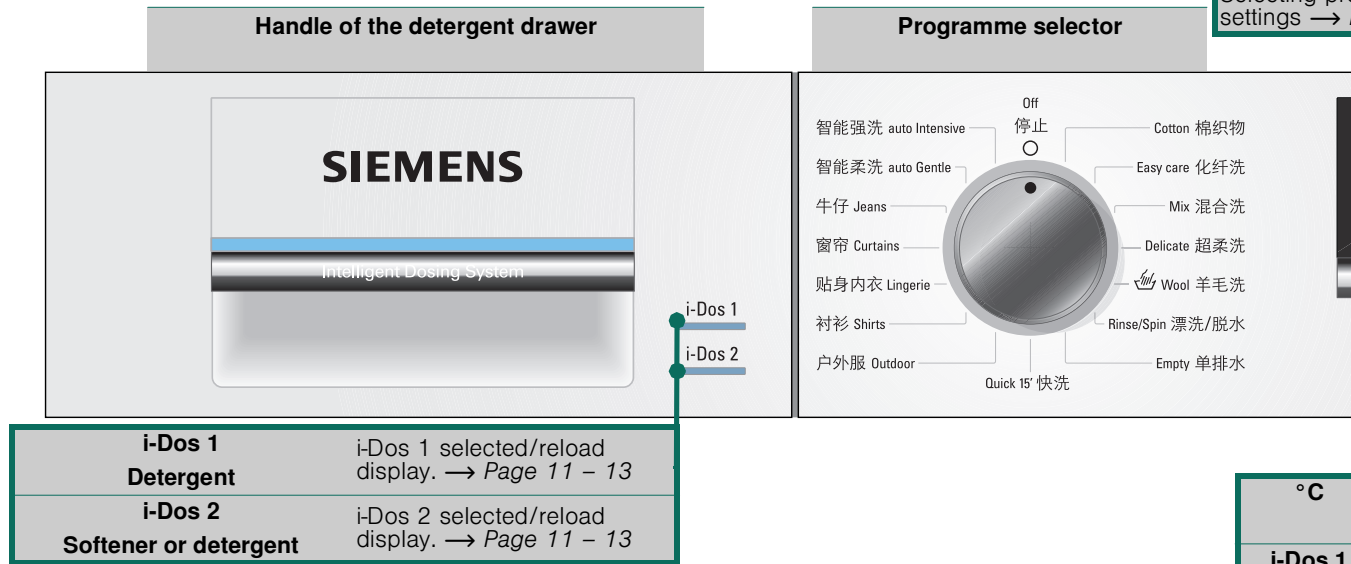 Handle of the detergent drawer
Programme selector
settings →
SIEMENS
Intelligent Dosing System
i-Dos 1
i-Dos 2
Off
停止
智能强洗 auto Intensive
智能柔洗 auto Gentle
牛仔 Jeans
窗帘 Curtains
贴身内衣 Lingerie
衬衫 Shirts
户外服 Outdoor
Quick 15' 快洗
Cotton 棉织物
Easy care 化纤洗
Mix 混合洗
Delicate 超柔洗
Wool 羊毛洗
Rinse/Spin 漂洗/脱水
Empty 单排水
i-Dos 1
Detergent
i-Dos 1 selected/reload
display. → Page 11 – 13
i-Dos 2
Softener or detergent
i-Dos 2 selected/reload
display. → Page 11 – 13
°C
i-Dos 1